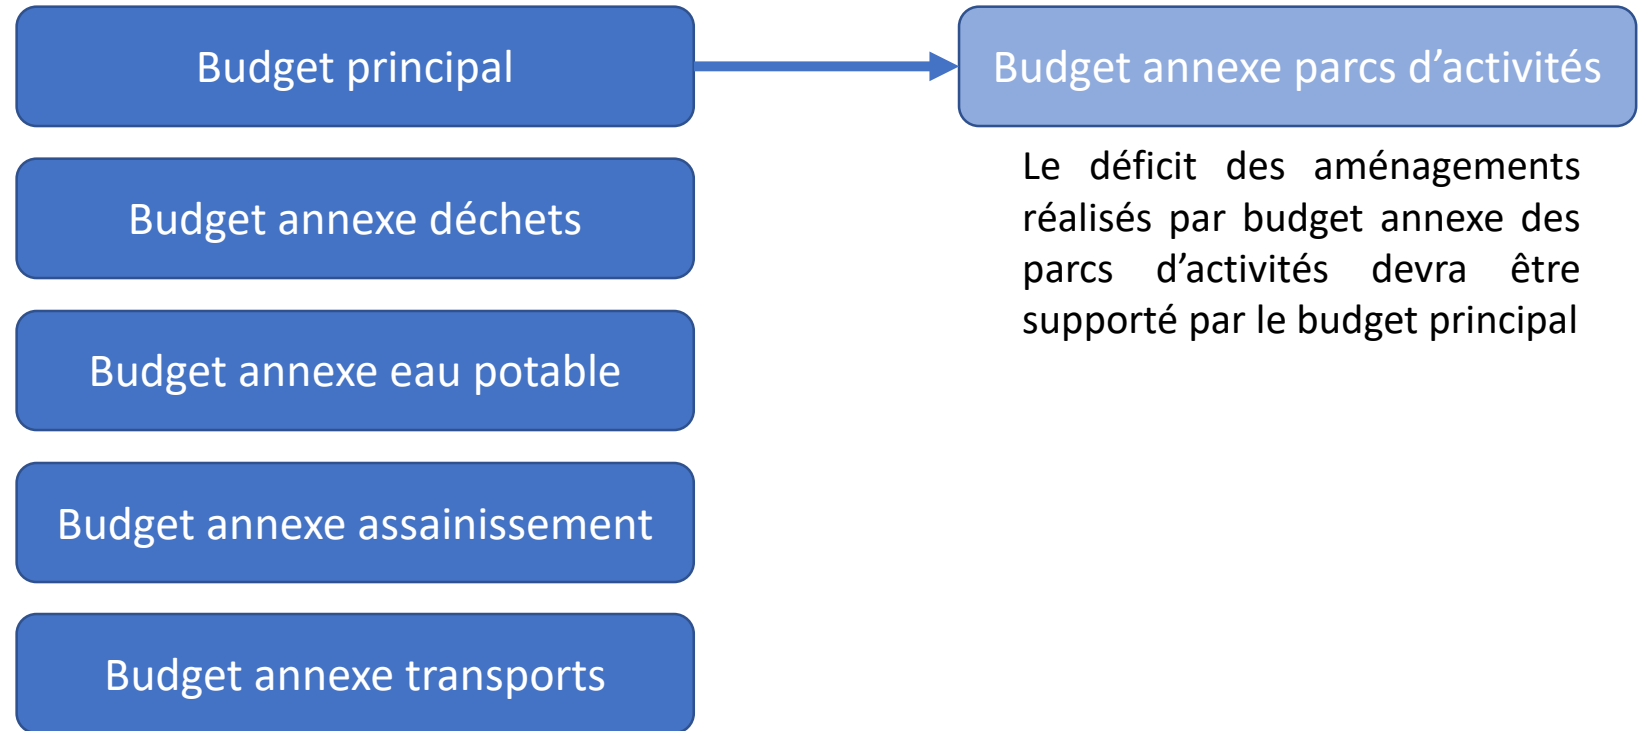 Budget principal
Budget annexe parcs d’activités
Le déficit des aménagements
réalisés par budget annexe des
parcs d’activités devra être
supporté par le budget principal
Budget annexe déchets
Budget annexe eau potable
Budget annexe assainissement
Budget annexe transports